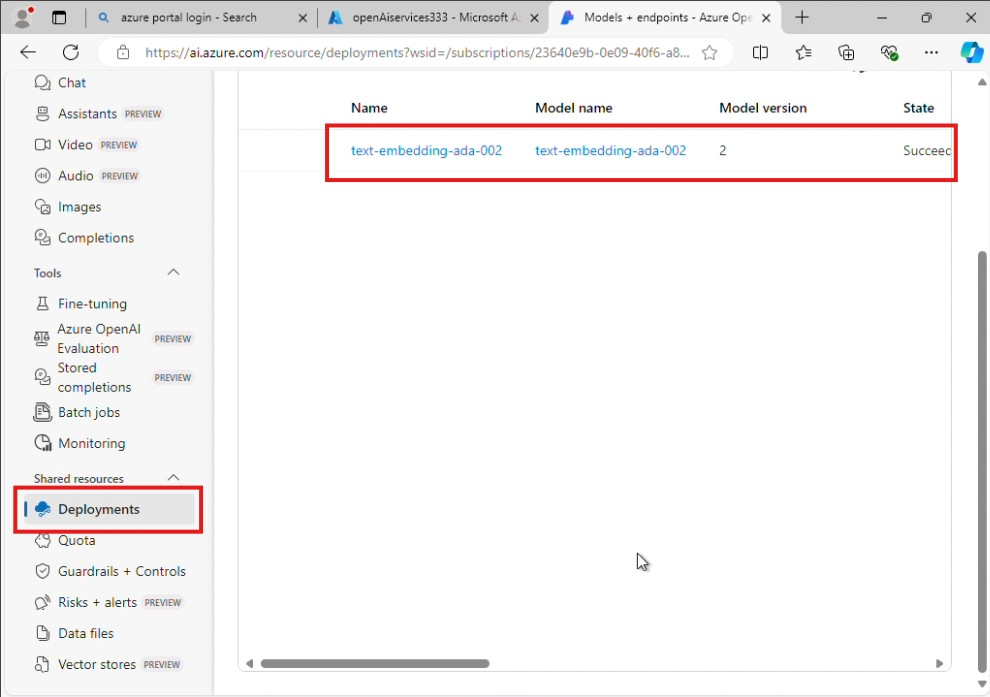 azure portal login - Search
openAiservices333 - Microsoft A
Models + endpoints - Azure Ope
https://ai.azure.com/resource/deployments?wsid=/subscriptions/23640e9b-0e09-40f6-a8...
Chat
Assistants PREVIEW
Video PREVIEW
Audio PREVIEW
Images
Completions
Tools
Fine-tuning
Azure OpenAI
Evaluation PREVIEW
Stored
completions PREVIEW
Batch jobs
Monitoring
Shared resources
Deployments
Quota
Guardrails + Controls
Risks + alerts PREVIEW
Data files
Vector stores PREVIEW
Name Model name Model version State
text-embedding-ada-002 text-embedding-ada-002 2 Succeed